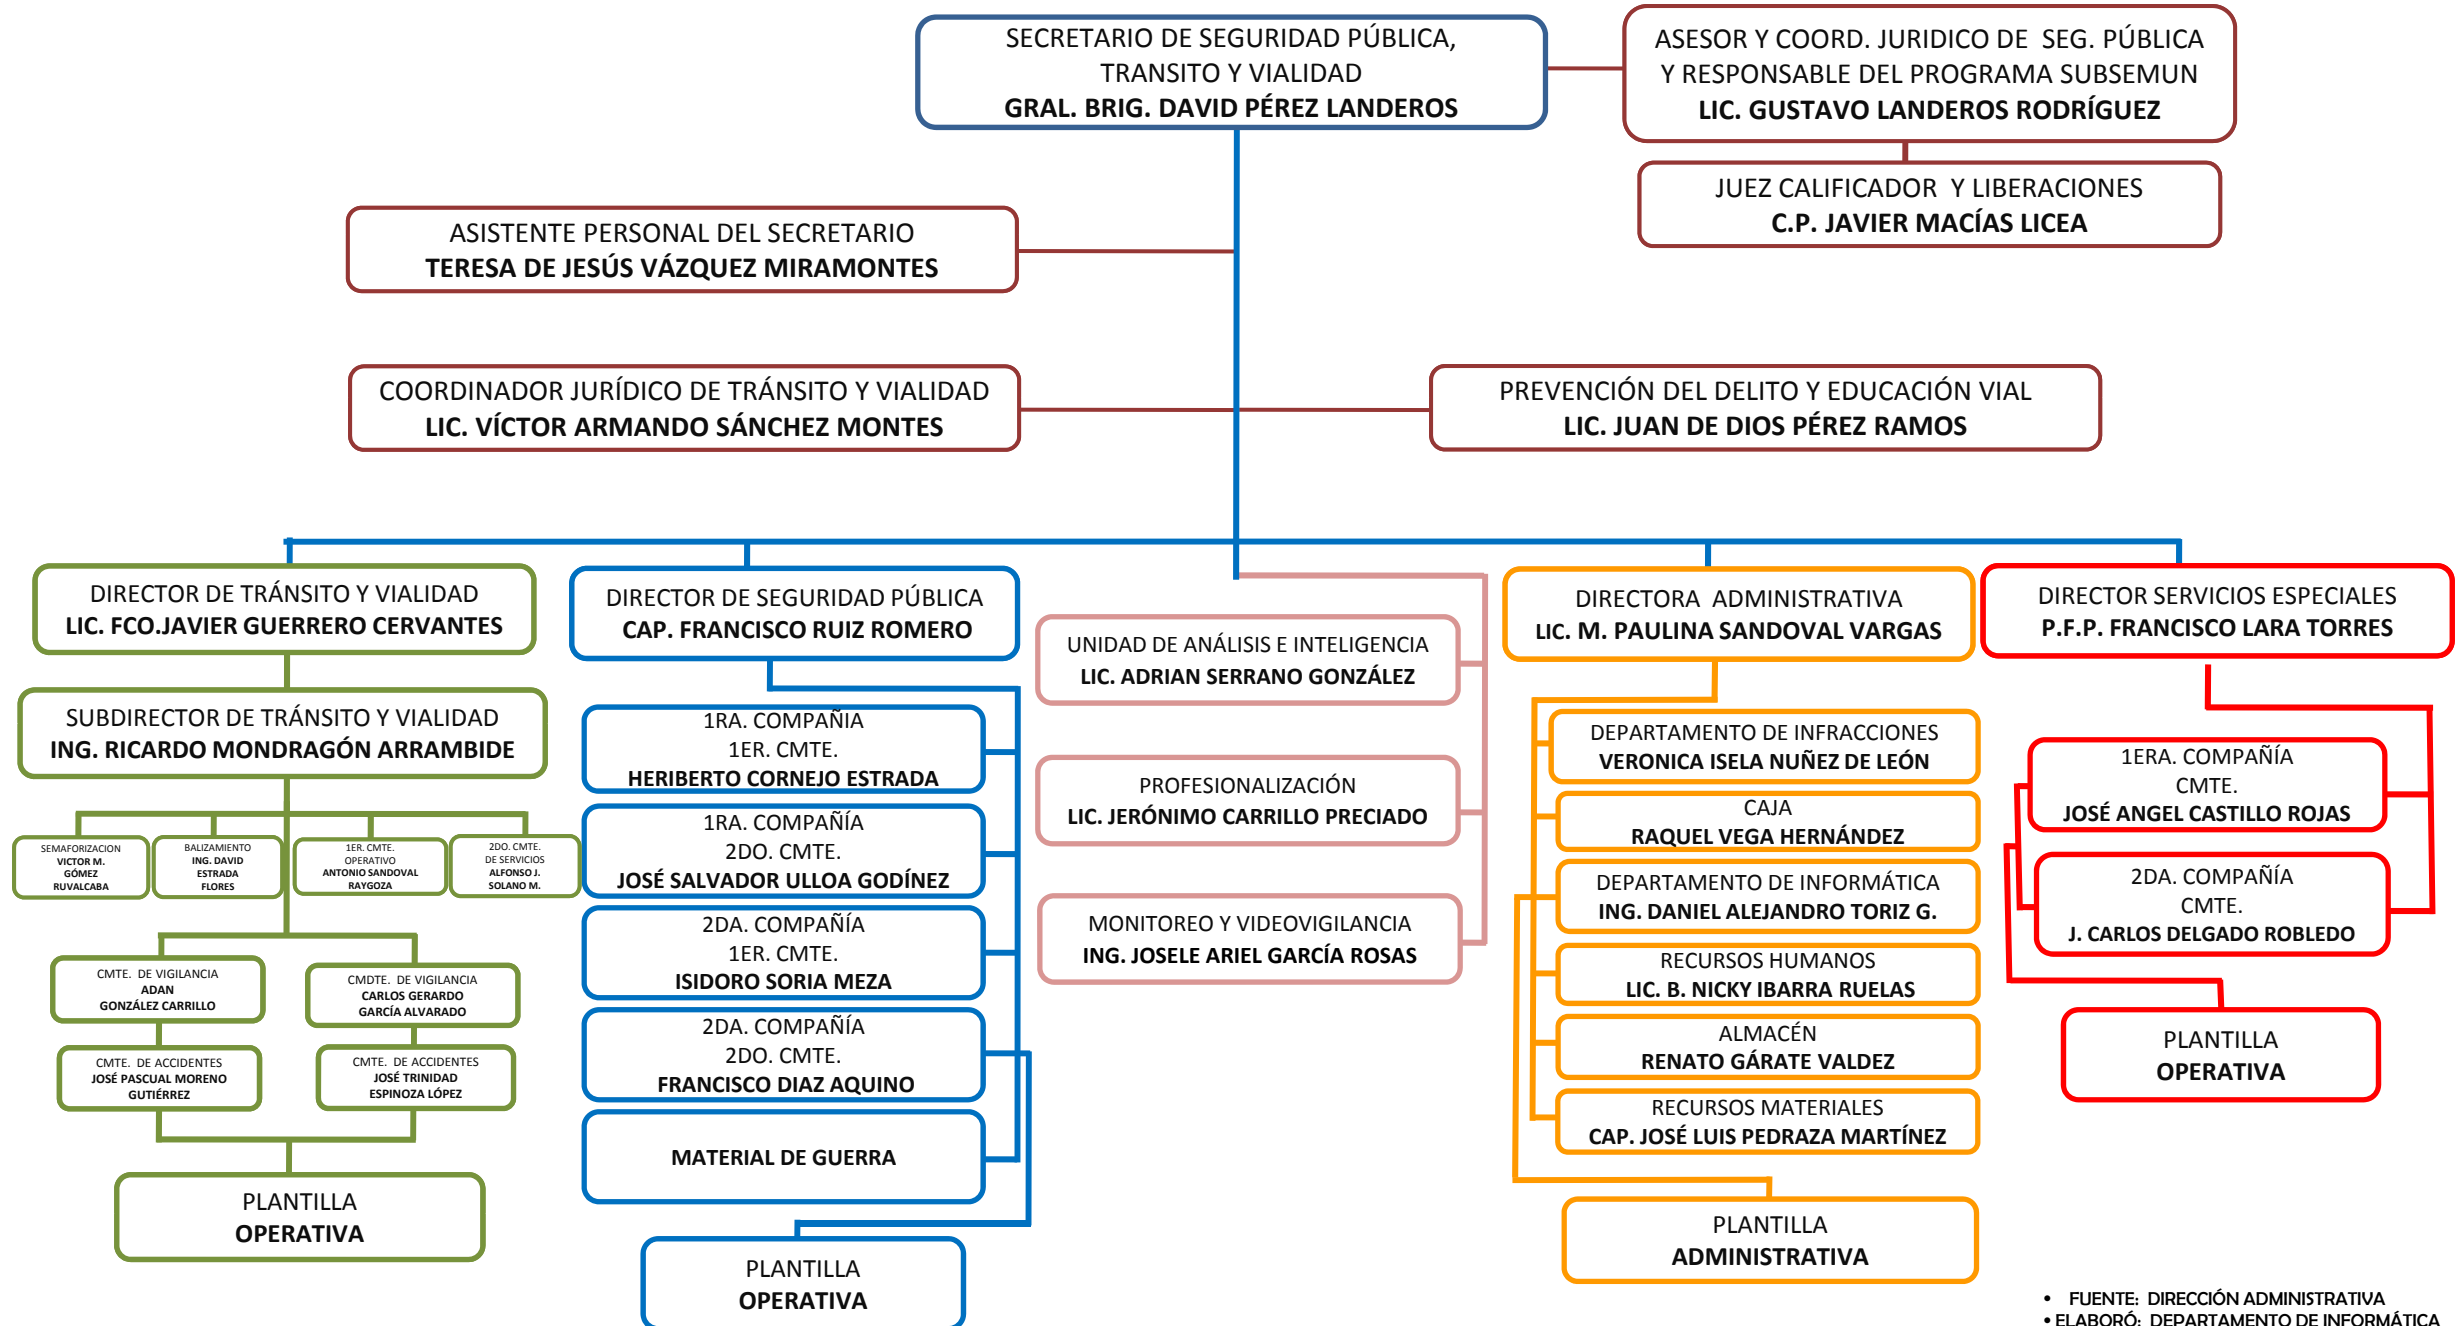 SECRETARIO DE SEGURIDAD PÚBLICA,
TRANSITO Y VIALIDAD
GRAL. BRIG. DAVID PÉREZ LANDEROS
ASESOR Y COORD. JURIDICO DE SEG. PÚBLICA
Y RESPONSABLE DEL PROGRAMA SUBSEMUN
LIC. GUSTAVO LANDEROS RODRÍGUEZ
JUEZ CALIFICADOR Y LIBERACIONES
C.P. JAVIER MACÍAS LICEA
ASISTENTE PERSONAL DEL SECRETARIO
TERESA DE JESÚS VÁZQUEZ MIRAMONTES
COORDINADOR JURÍDICO DE TRÁNSITO Y VIALIDAD
LIC. VÍCTOR ARMANDO SÁNCHEZ MONTES
PREVENCIÓN DEL DELITO Y EDUCACIÓN VIAL
LIC. JUAN DE DIOS PÉREZ RAMOS
DIRECTOR DE TRÁNSITO Y VIALIDAD
LIC. FCO.JAVIER GUERRERO CERVANTES
SUBDIRECTOR DE TRÁNSITO Y VIALIDAD
ING. RICARDO MONDRAGÓN ARRAMBIDE
SEMAFORIZACION
VICTOR M.
GÓMEZ
RUVALCABA
BALIZAMIENTO
ING. DAVID
ESTRADA
FLORES
1ER. CMTE.
OPERATIVO
ANTONIO SANDOVAL
RAYGOZA
2DO. CMTE.
DE SERVICIOS
ALFONSO J.
SOLANO M.
CMTE. DE VIGILANCIA
ADAN
GONZÁLEZ CARRILLO
CMDTE. DE VIGILANCIA
CARLOS GERARDO
GARCÍA ALVARADO
CMTE. DE ACCIDENTES
JOSÉ PASCUAL MORENO
GUTIÉRREZ
CMTE. DE ACCIDENTES
JOSÉ TRINIDAD
ESPINOZA LÓPEZ
PLANTILLA
OPERATIVA
DIRECTOR DE SEGURIDAD PÚBLICA
CAP. FRANCISCO RUIZ ROMERO
1RA. COMPAÑIA
1ER. CMTE.
HERIBERTO CORNEJO ESTRADA
1RA. COMPAÑÍA
2DO. CMTE.
JOSÉ SALVADOR ULLOA GODÍNEZ
2DA. COMPAÑÍA
1ER. CMTE.
ISIDORO SORIA MEZA
2DA. COMPAÑÍA
2DO. CMTE.
FRANCISCO DIAZ AQUINO
MATERIAL DE GUERRA
PLANTILLA
OPERATIVA
UNIDAD DE ANÁLISIS E INTELIGENCIA
LIC. ADRIAN SERRANO GONZÁLEZ
PROFESIONALIZACIÓN
LIC. JERÓNIMO CARRILLO PRECIADO
MONITOREO Y VIDEOVIGILANCIA
ING. JOSELE ARIEL GARCÍA ROSAS
DIRECTORA ADMINISTRATIVA
LIC. M. PAULINA SANDOVAL VARGAS
DEPARTAMENTO DE INFRACCIONES
VERONICA ISELA NUÑEZ DE LEÓN
CAJA
RAQUEL VEGA HERNÁNDEZ
DEPARTAMENTO DE INFORMÁTICA
ING. DANIEL ALEJANDRO TORIZ G.
RECURSOS HUMANOS
LIC. B. NICKY IBARRA RUELAS
ALMACÉN
RENATO GÁRATE VALDEZ
RECURSOS MATERIALES
CAP. JOSÉ LUIS PEDRAZA MARTÍNEZ
PLANTILLA
ADMINISTRATIVA
DIRECTOR SERVICIOS ESPECIALES
P.F.P. FRANCISCO LARA TORRES
1ERA. COMPAÑÍA
CMTE.
JOSÉ ANGEL CASTILLO ROJAS
2DA. COMPAÑÍA
CMTE.
J. CARLOS DELGADO ROBLEDO
PLANTILLA
OPERATIVA
• FUENTE: DIRECCIÓN ADMINISTRATIVA
• ELABORÓ: DEPARTAMENTO DE INFORMÁTICA